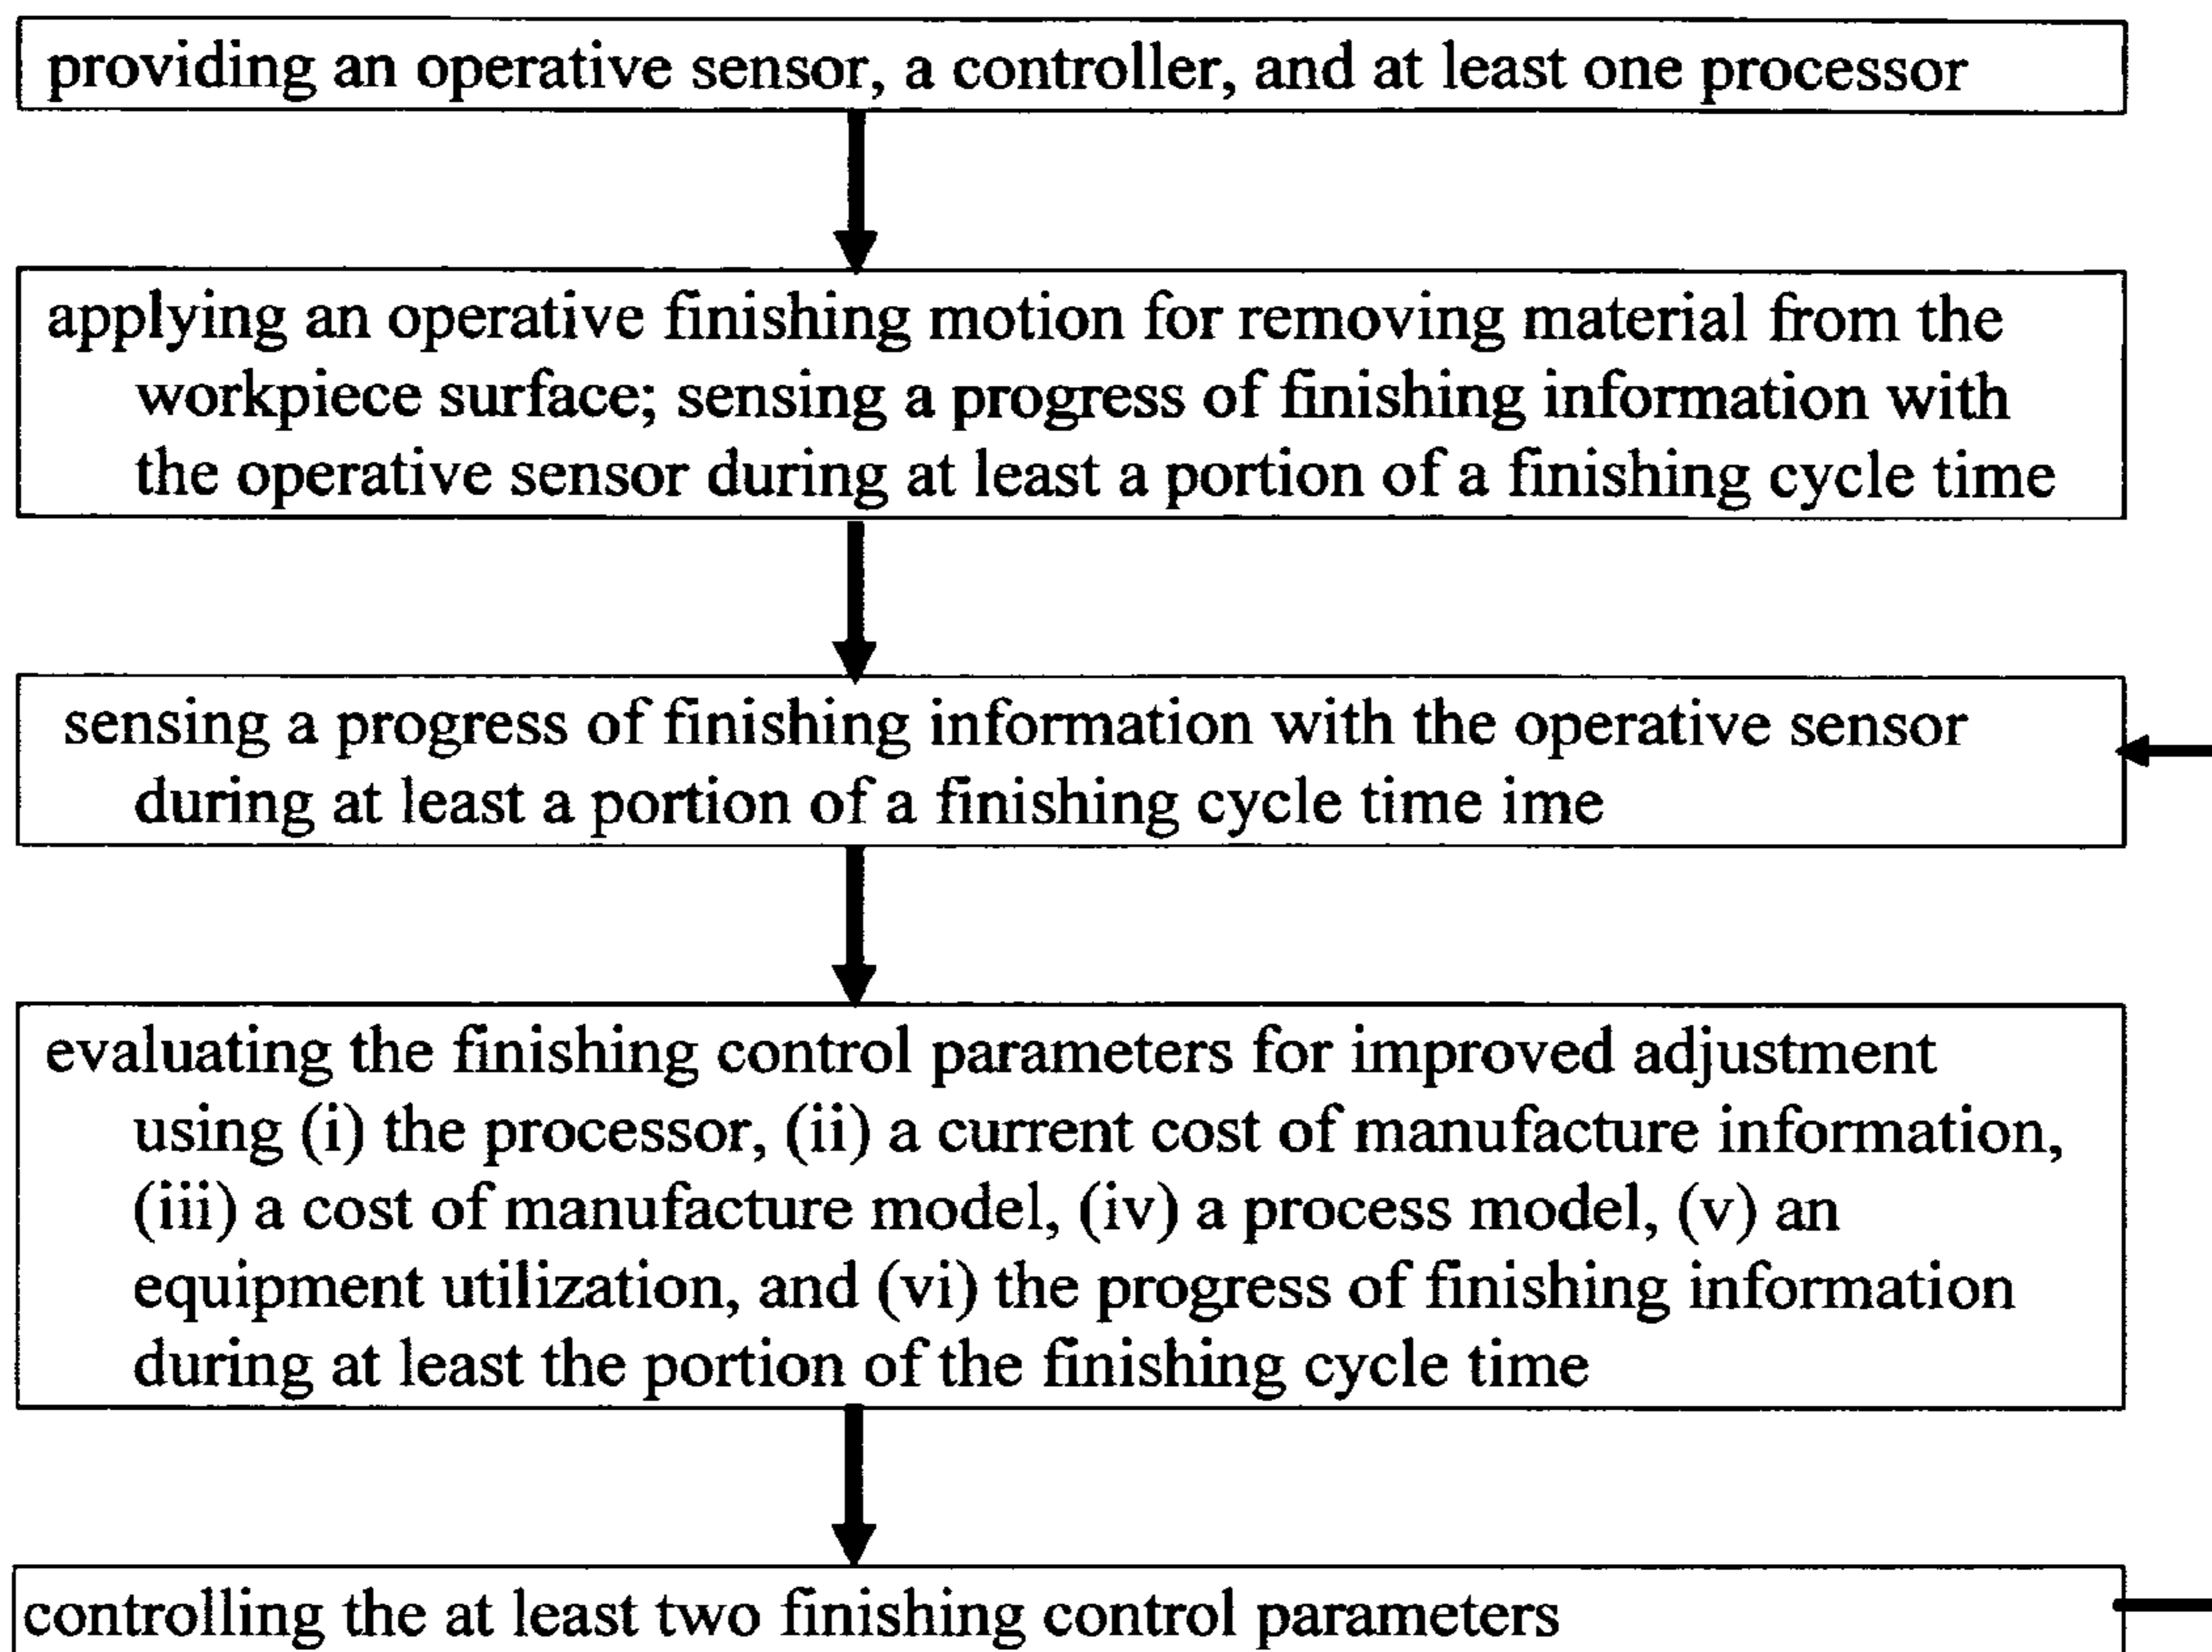 providing an operative sensor, a controller, and at least one processor
applying an operative finishing motion for removing material from the
workpiece surface; sensing a progress of finishing information with
the operative sensor during at least a portion of a finishing cycle time
sensing a progress of finishing information with the operative sensor
during at least a portion of a finishing cycle time ime
evaluating the finishing control parameters for improved adjustment
using (i) the processor, (ii) a current cost of manufacture information,
(iii) a cost of manufacture model, (iv) a process model, (v) an
equipment utilization, and (vi) the progress of finishing information
during at least the portion of the finishing cycle time
controlling the at least two finishing control parameters